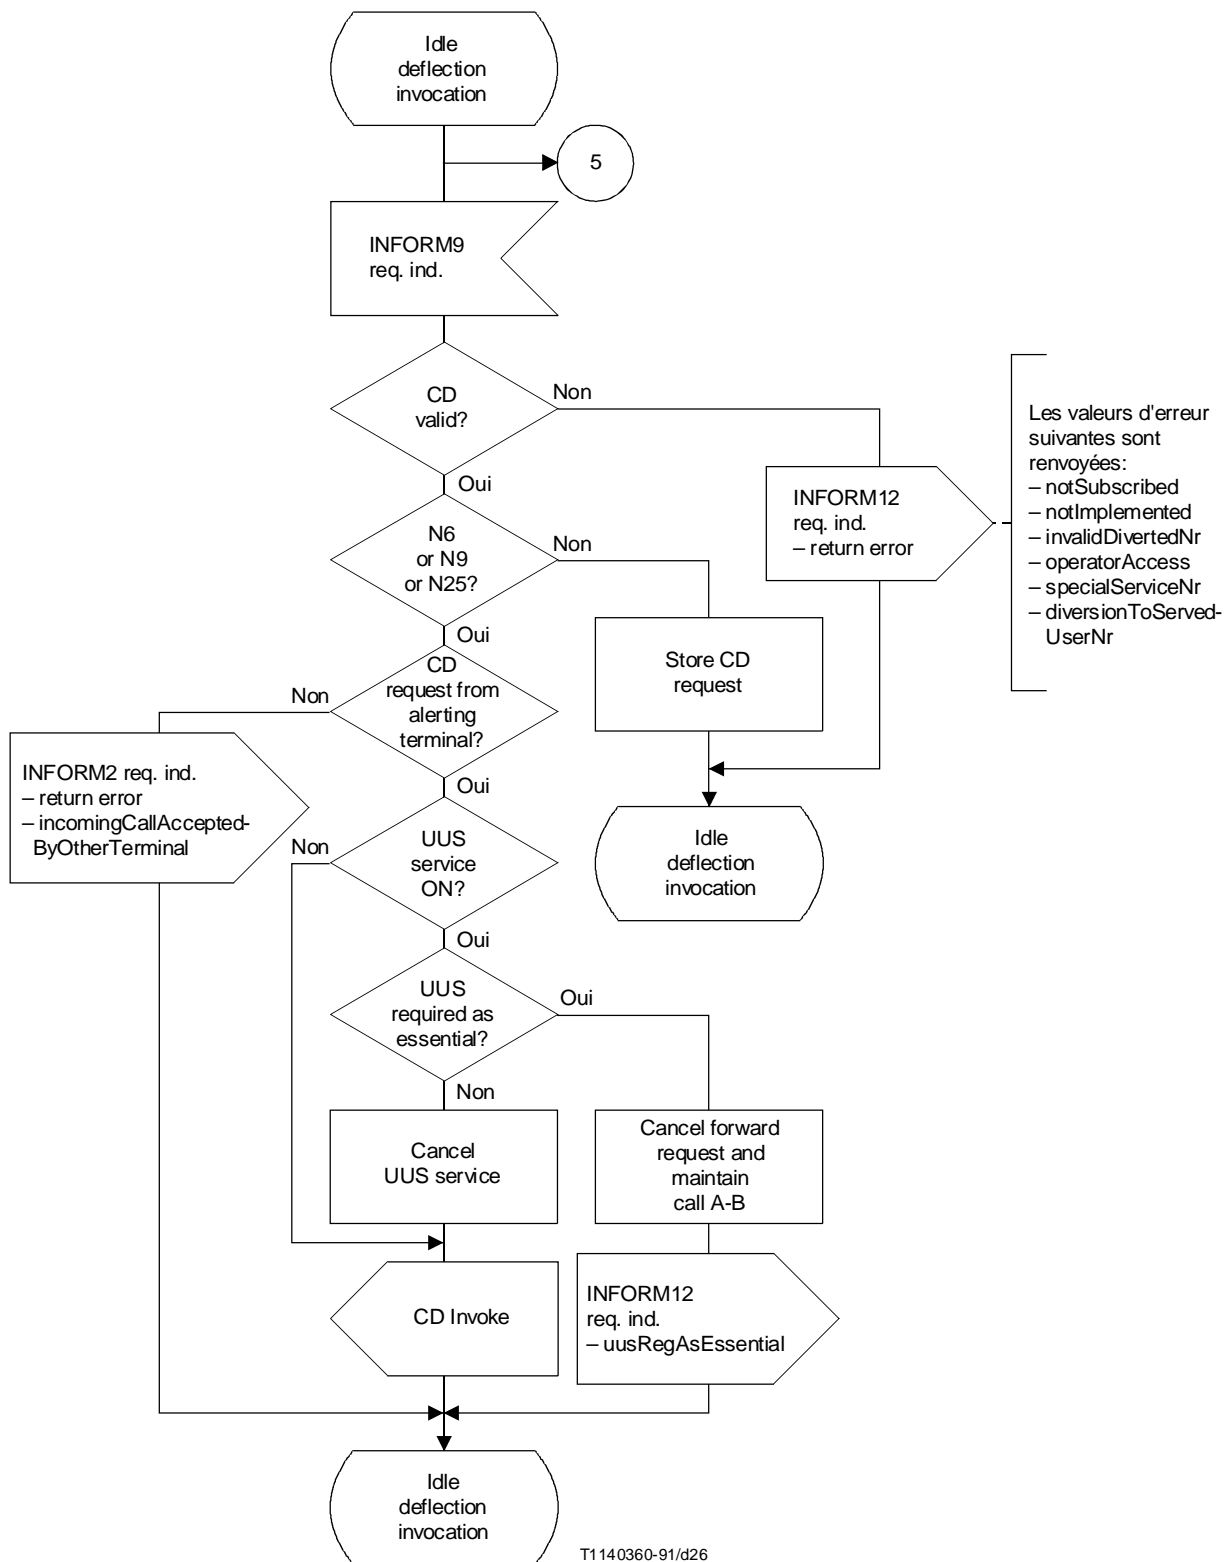 Idle
deflection
invocation
5
INFORM9
req. ind.
CD
valid?
Non
Oui
INFORM12
req. ind.
– return error
Les valeurs d'erreur
suivantes sont
renvoyées:
– notSubscribed
– notImplemented
– invalidDivertedNr
– operatorAccess
– specialServiceNr
– diversionToServed-
UserNr
N6
or N9
or N25?
Non
Oui
Store CD
request
Idle
deflection
invocation
CD
request from
alerting
terminal?
Non
Oui
INFORM2 req. ind.
– return error
– incomingCallAccepted-
ByOtherTerminal
UUS
service
ON?
Non
Oui
UUS
required as
essential?
Oui
Non
Cancel
UUS service
Cancel forward
request and
maintain
call A-B
CD Invoke
INFORM12
req. ind.
– uusRegAsEssential
Idle
deflection
invocation
T1140360-91/d26